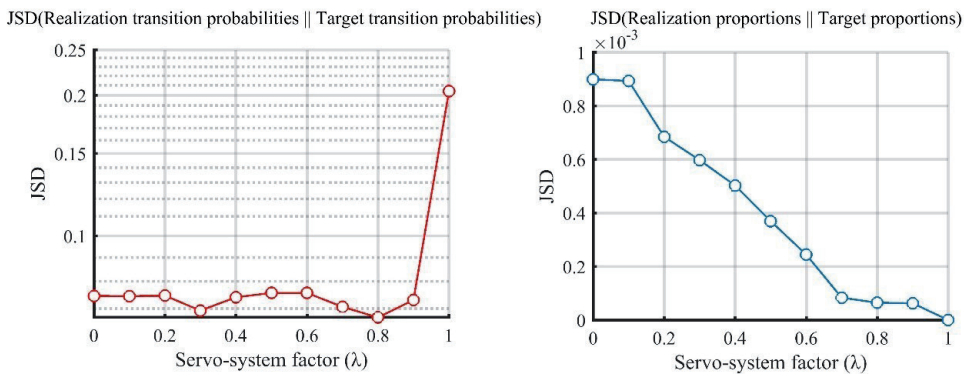 JSD(Realization transition probabilities || Target transition probabilities)
0.25
0.2
0.15
0.1
JSD
0 0.2 0.4 0.6 0.8 1
Servo-system factor (λ)
JSD(Realization proportions || Target proportions)
×10-3
1
0.8
0.6
0.4
0.2
0
JSD
0 0.2 0.4 0.6 0.8 1
Servo-system factor (λ)